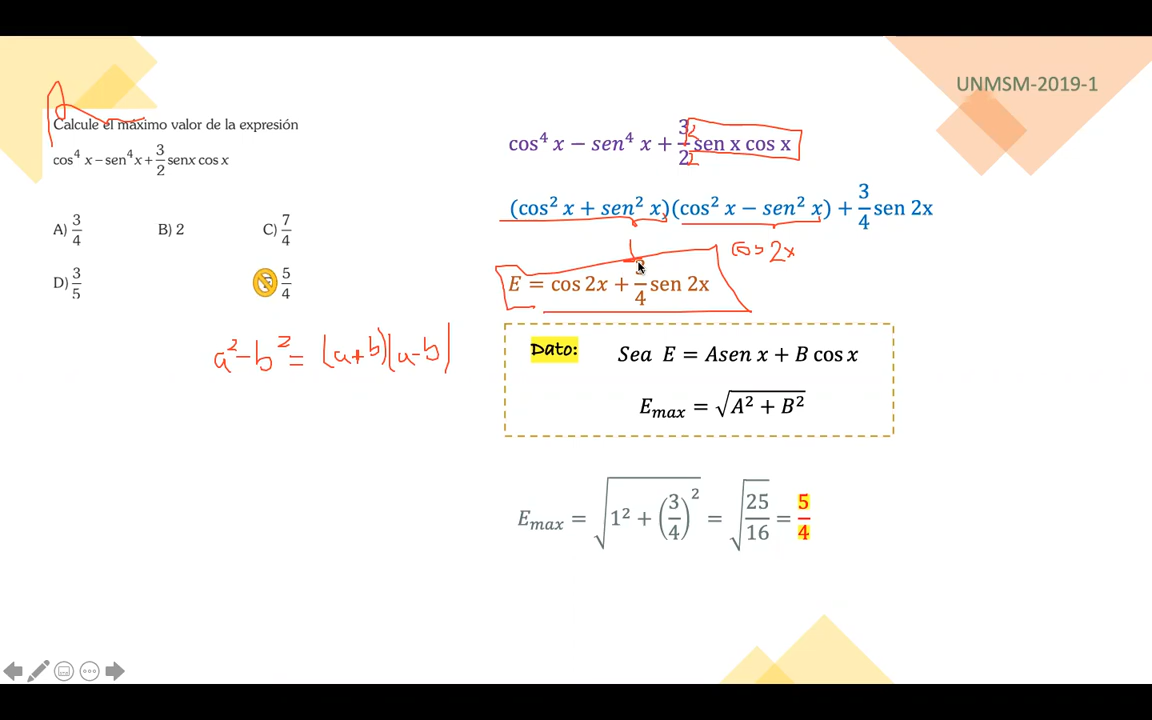 UNMSM-2019-1
Calcule el máximo valor de la expresión
cos⁴ x − sen⁴x + 3/2 senx cos x
A) 3/4 B) 2 C) 7/4
D) 3/5 5/4
a² − b² = (a+b)(a−b)
cos⁴ x − sen⁴ x + 3/2 sen x cos x
2
2
(cos² x + sen² x)(cos² x − sen² x) + 3/4 sen 2x
1 cos 2x
E = cos 2x + 3/4 sen 2x
Dato: Sea E = Asen x + B cos x
Emax = √(A² + B²)
Emax = √(1² + (3/4)²) = √(25/16) = 5/4